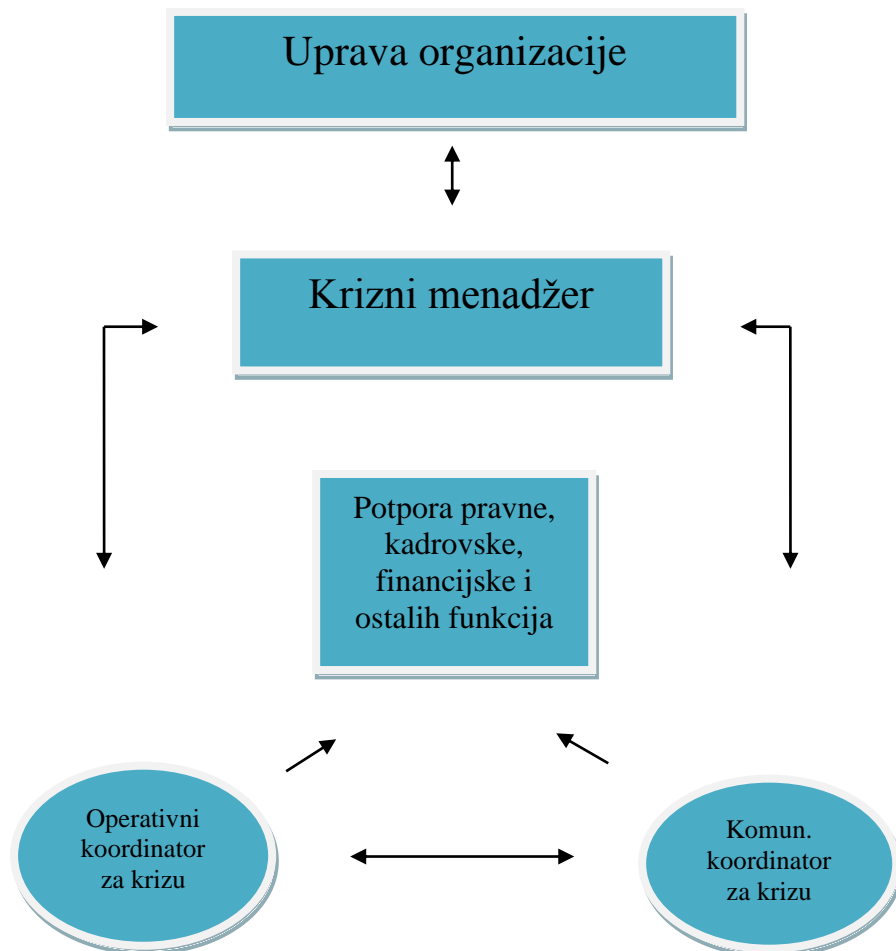 Uprava organizacije
Krizni menadžer
Potpora pravne,
kadrovske,
financijske i
ostalih funkcija
Operativni
koordinator
za krizu
Komun.
koordinator
za krizu